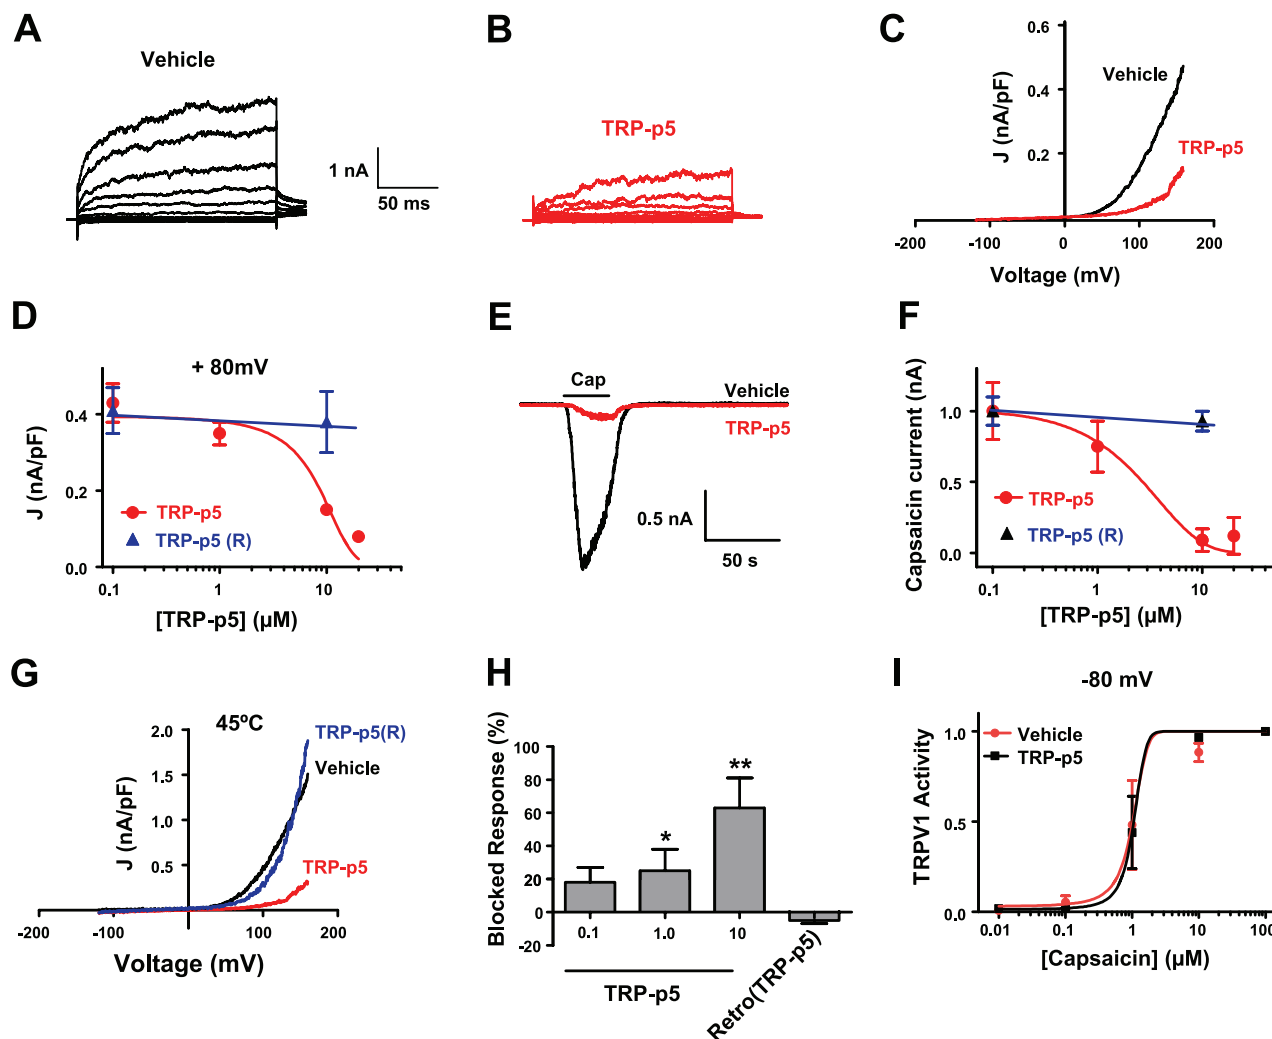 A
Vehicle
1 nA
50 ms
B
TRP-p5
C
0.6
0.4
0.2
0.0
J (nA/pF)
Vehicle
TRP-p5
-200
-100
0
100
200
Voltage (mV)
D
+ 80mV
0.4
0.2
0.0
J (nA/pF)
TRP-p5
TRP-p5 (R)
0.1
1
10
[TRP-p5] (μM)
E
Cap
Vehicle
TRP-p5
0.5 nA
50 s
F
Capsaicin current (nA)
1.0
0.5
0.0
TRP-p5
TRP-p5 (R)
0.1
1
10
[TRP-p5] (μM)
G
45ºC
2.0
1.5
1.0
0.5
J (nA/pF)
TRP-p5(R)
Vehicle
TRP-p5
-200
-100
0
100
200
Voltage (mV)
H
Blocked Response (%)
100
80
60
40
20
0
-20
*
**
0.1
1.0
10
TRP-p5
Retro(TRP-p5)
I
-80 mV
TRPV1 Activity
1.0
0.5
0.0
Vehicle
TRP-p5
0.01
0.1
1
10
100
[Capsaicin] (μM)